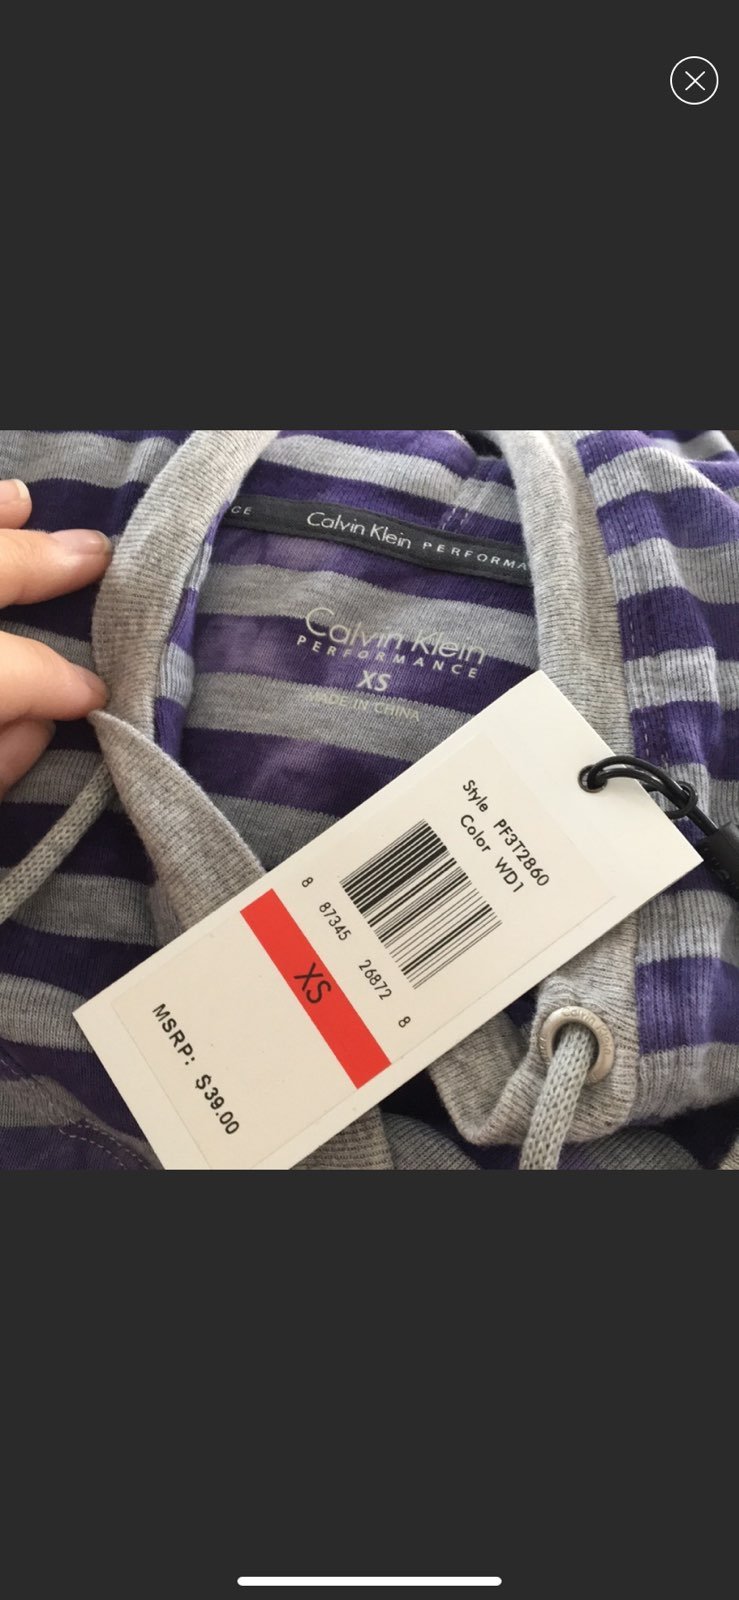 CE
Calvin Klein PERFORMA
Calvin Klein
PERFORMANCE
XS
MADE IN CHINA
Style PF3T2860
Color WD1
8 87345 26872 8
XS
MSRP: $39.00